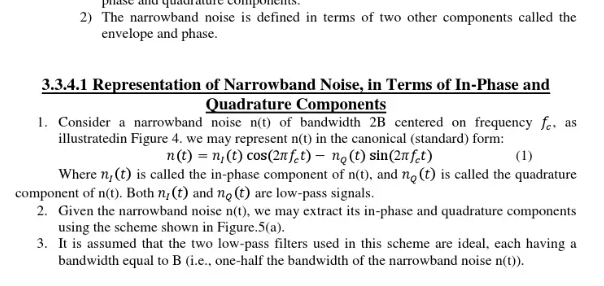 phase and quadrature components.
2) The narrowband noise is defined in terms of two other components called the
envelope and phase.
3.3.4.1 Representation of Narrowband Noise, in Terms of In-Phase and
Quadrature Components
1. Consider a narrowband noise n(t) of bandwidth 2B centered on frequency f_c, as
illustratedin Figure 4. we may represent n(t) in the canonical (standard) form:
n(t) = n_I(t) cos(2πf_ct) − n_Q(t) sin(2πf_ct) (1)
Where n_I(t) is called the in-phase component of n(t), and n_Q(t) is called the quadrature
component of n(t). Both n_I(t) and n_Q(t) are low-pass signals.
2. Given the narrowband noise n(t), we may extract its in-phase and quadrature components
using the scheme shown in Figure.5(a).
3. It is assumed that the two low-pass filters used in this scheme are ideal, each having a
bandwidth equal to B (i.e., one-half the bandwidth of the narrowband noise n(t)).